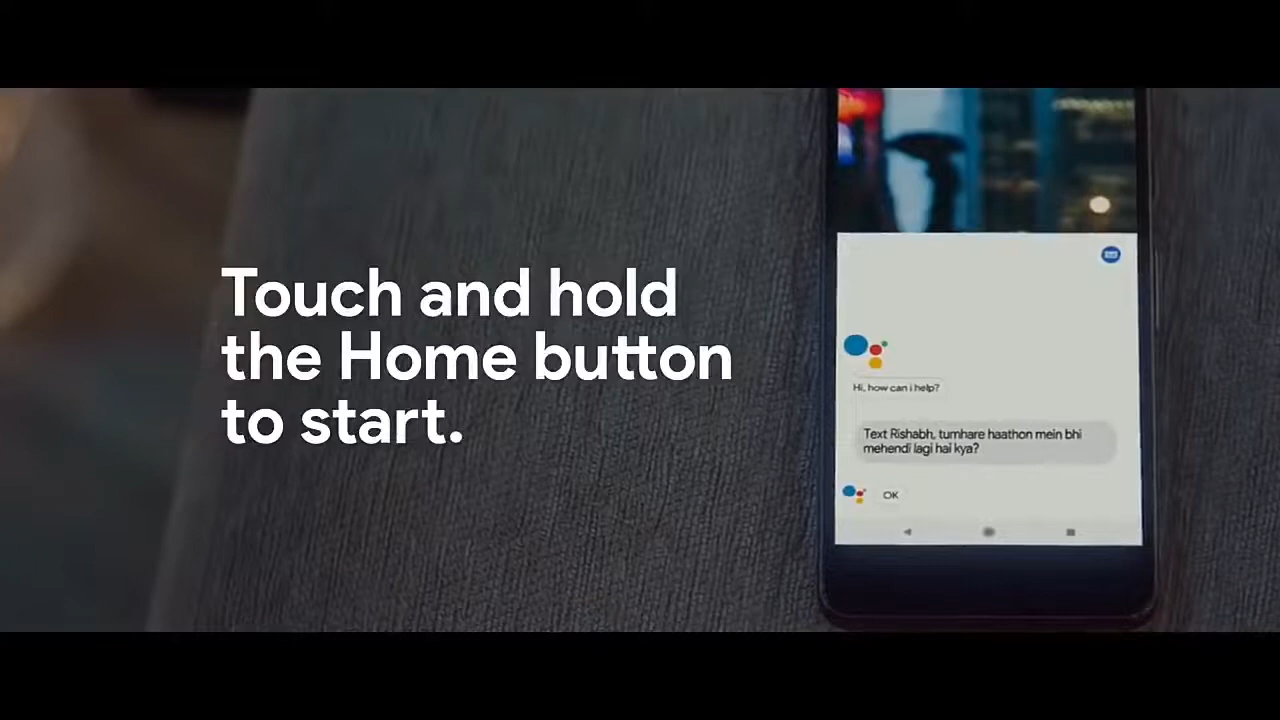 Touch and hold
the Home button
to start.
Hi, how can i help?
Text Rishabh, tumhare haathon mein bhi
mehendi lagi hai kya?
OK